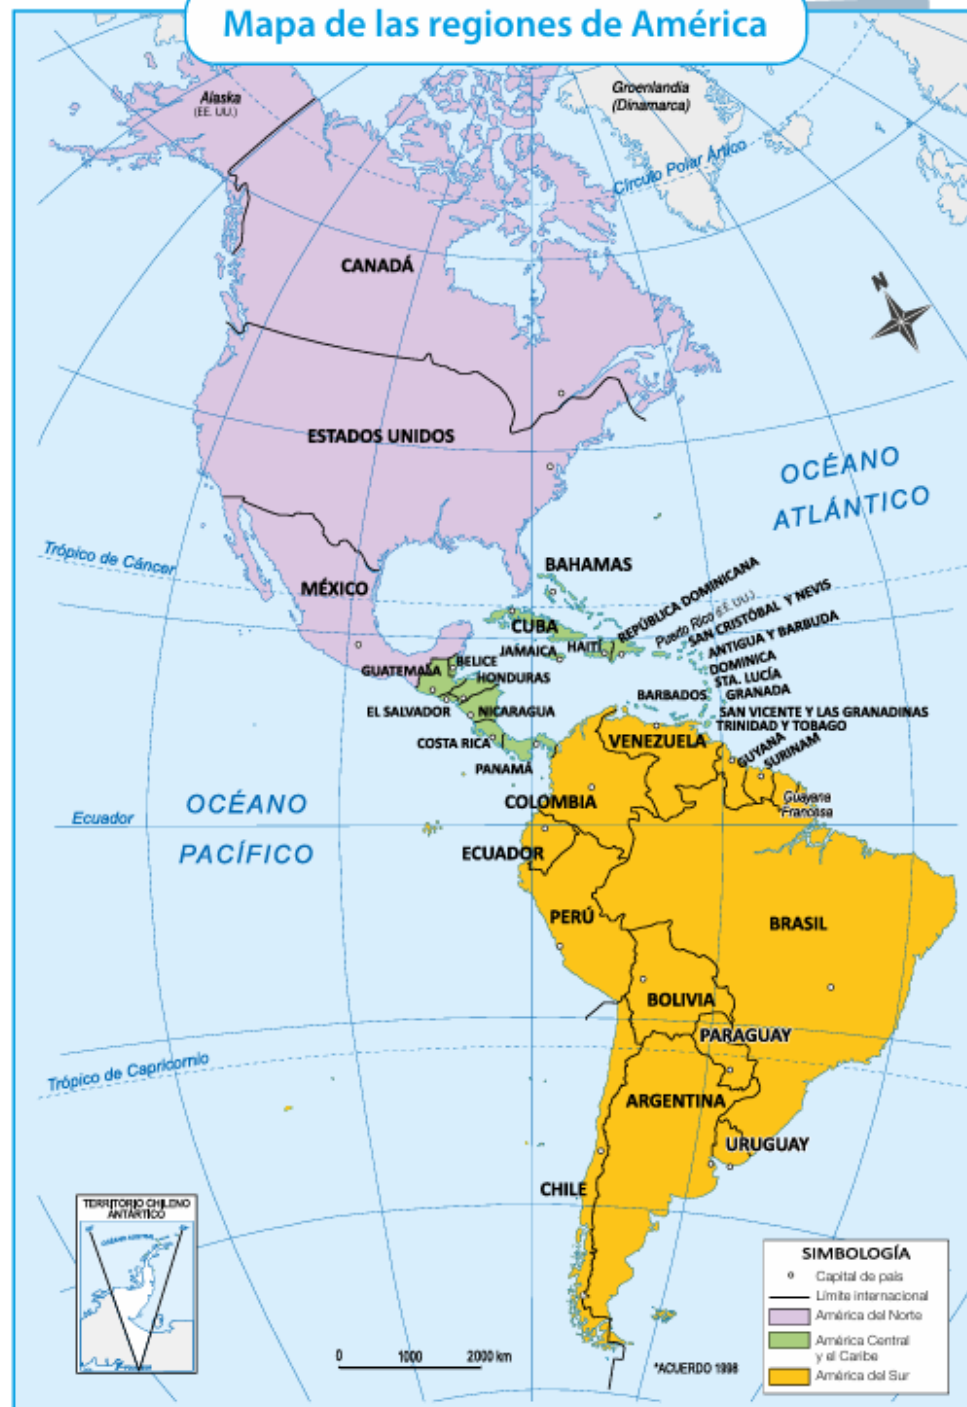 Mapa de las regiones de América
Alaska
(EE. UU.)
Groenlandia
(Dinamarca)
Círculo Polar Ártico
CANADÁ
N
ESTADOS UNIDOS
OCÉANO
ATLÁNTICO
Trópico de Cáncer
MÉXICO
BAHAMAS
CUBA
REPÚBLICA DOMINICANA
Puerto Rico (EE. UU.)
SAN CRISTÓBAL Y NEVIS
ANTIGUA Y BARBUDA
JAMAICA
HAITÍ
DOMINICA
STA. LUCÍA
BARBADOS
GRANADA
SAN VICENTE Y LAS GRANADINAS
TRINIDAD Y TOBAGO
GUATEMALA
BELICE
HONDURAS
EL SALVADOR
NICARAGUA
COSTA RICA
PANAMÁ
VENEZUELA
GUYANA
SURINAM
Guayana
Francesa
COLOMBIA
OCÉANO
PACÍFICO
Ecuador
ECUADOR
PERÚ
BRASIL
BOLIVIA
PARAGUAY
Trópico de Capricornio
ARGENTINA
URUGUAY
CHILE
TERRITORIO CHILENO
ANTÁRTICO
0 1000 2000 km
*ACUERDO 1998
SIMBOLOGÍA
Capital de país
Límite internacional
América del Norte
América Central
y el Caribe
América del Sur